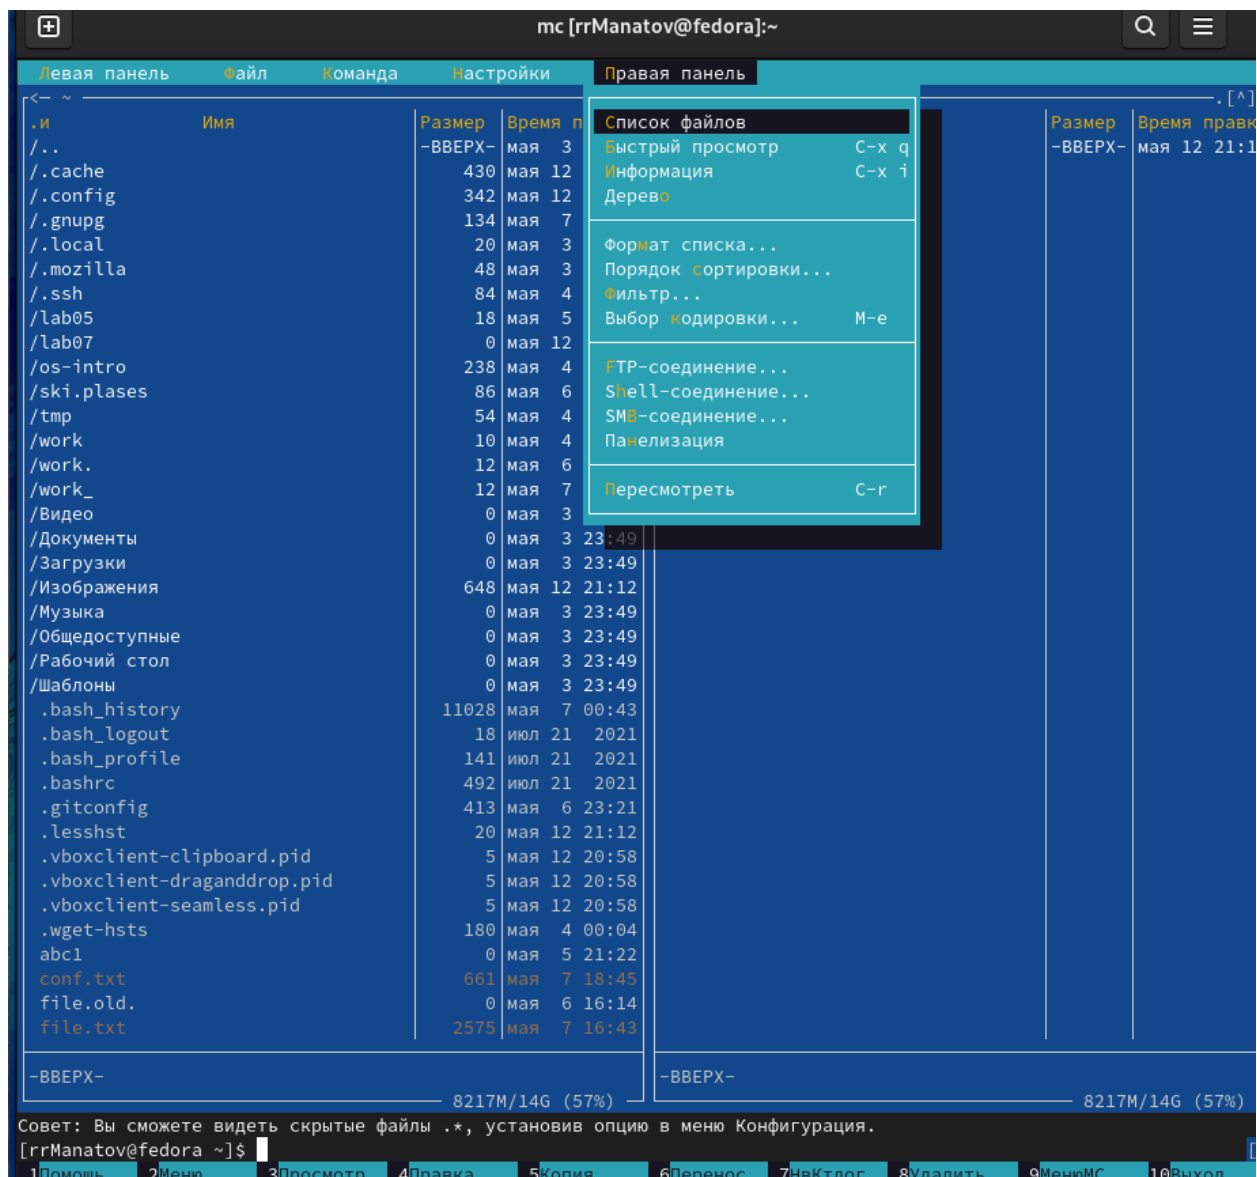 mc [rrManatov@fedora]:~
Левая панель Файл Команда Настройки Правая панель
<— ~ .[^]
.и Имя Размер Время п Список файлов Размер Время правк
/.. -ВВЕРХ- мая 3 Быстрый просмотр C-x q -ВВЕРХ- мая 12 21:1
/.cache 430 мая 12 Информация C-x i
/.config 342 мая 12 Дерево
/.gnupg 134 мая 7
/.local 20 мая 3 Формат списка...
/.mozilla 48 мая 3 Порядок сортировки...
/.ssh 84 мая 4 Фильтр...
/lab05 18 мая 5 Выбор кодировки... M-e
/lab07 0 мая 12
/os-intro 238 мая 4 FTP-соединение...
/ski.plases 86 мая 6 Shell-соединение...
/tmp 54 мая 4 SMB-соединение...
/work 10 мая 4 Панелизация
/work. 12 мая 6
/work_ 12 мая 7 Пересмотреть C-r
/Видео 0 мая 3
/Документы 0 мая 3 23:49
/Загрузки 0 мая 3 23:49
/Изображения 648 мая 12 21:12
/Музыка 0 мая 3 23:49
/Общедоступные 0 мая 3 23:49
/Рабочий стол 0 мая 3 23:49
/Шаблоны 0 мая 3 23:49
.bash_history 11028 мая 7 00:43
.bash_logout 18 июл 21 2021
.bash_profile 141 июл 21 2021
.bashrc 492 июл 21 2021
.gitconfig 413 мая 6 23:21
.lesshst 20 мая 12 21:12
.vboxclient-clipboard.pid 5 мая 12 20:58
.vboxclient-draganddrop.pid 5 мая 12 20:58
.vboxclient-seamless.pid 5 мая 12 20:58
.wget-hsts 180 мая 4 00:04
abc1 0 мая 5 21:22
conf.txt 661 мая 7 18:45
file.old. 0 мая 6 16:14
file.txt 2575 мая 7 16:43
-ВВЕРХ- -ВВЕРХ-
8217M/14G (57%) 8217M/14G (57%)
Совет: Вы сможете видеть скрытые файлы .*, установив опцию в меню Конфигурация.
[rrManatov@fedora ~]$ [
1Помощь 2Меню 3Просмотр 4Правка 5Копия 6Перенос 7НвКтлог 8Удалить 9МенюMC 10Выход